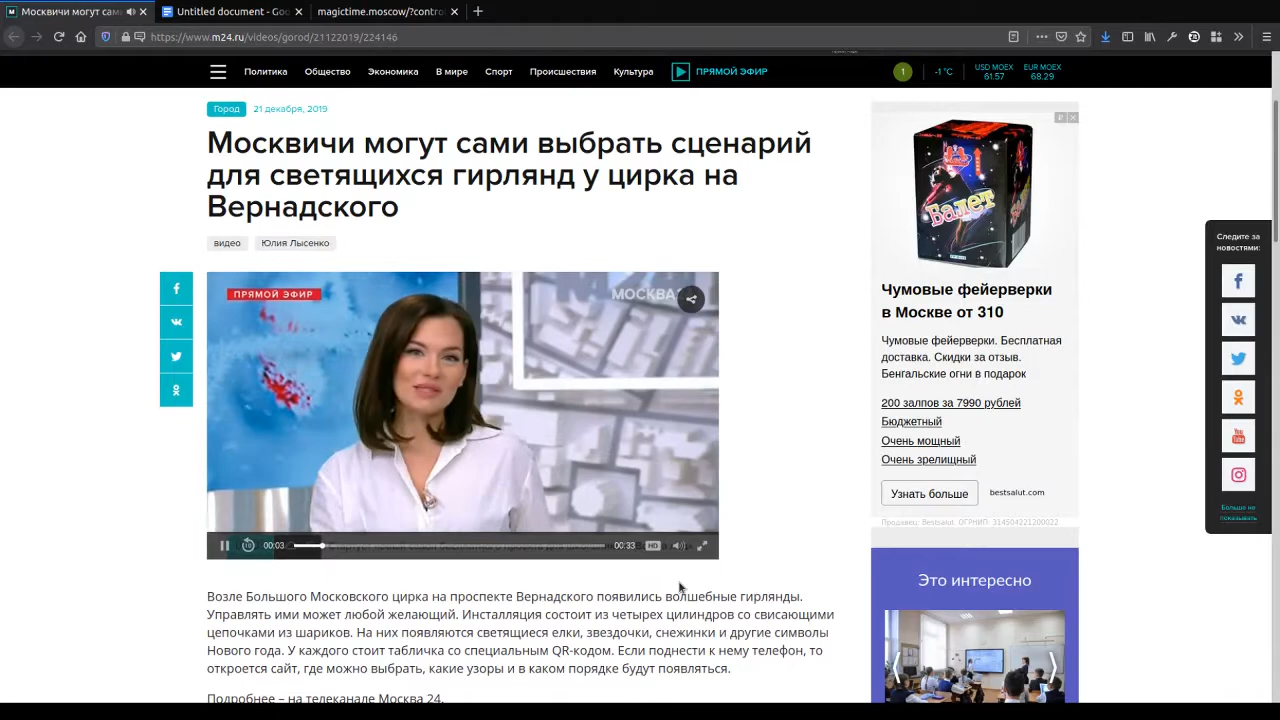 Москвичи могут сам
Untitled document - Goo
magictime.moscow/?contro
https://www.m24.ru/videos/gorod/21122019/224146
Политика Общество Экономика В мире Спорт Происшествия Культура ПРЯМОЙ ЭФИР
1 -1 °C USD MOEX 61.57 EUR MOEX 68.29
Город 21 декабря, 2019
Москвичи могут сами выбрать сценарий
для светящихся гирлянд у цирка на
Вернадского
видео Юлия Лысенко
ПРЯМОЙ ЭФИР
МОСКВА
00:03
00:33 HD
Возле Большого Московского цирка на проспекте Вернадского появились волшебные гирлянды.
Управлять ими может любой желающий. Инсталляция состоит из четырех цилиндров со свисающими
цепочками из шариков. На них появляются светящиеся елки, звездочки, снежинки и другие символы
Нового года. У каждого стоит табличка со специальным QR-кодом. Если поднести к нему телефон, то
откроется сайт, где можно выбрать, какие узоры и в каком порядке будут появляться.
Подробнее – на телеканале Москва 24.
Балет
Чумовые фейерверки
в Москве от 310
Чумовые фейерверки. Бесплатная
доставка. Скидки за отзыв.
Бенгальские огни в подарок
200 залпов за 7990 рублей
Бюджетный
Очень мощный
Очень зрелищный
Узнать больше bestsalut.com
Продавец: Bestsalut ОГРНИП: 314504221200022
Это интересно
Следите за
новостями:
You
Tube
Больше не
показывать